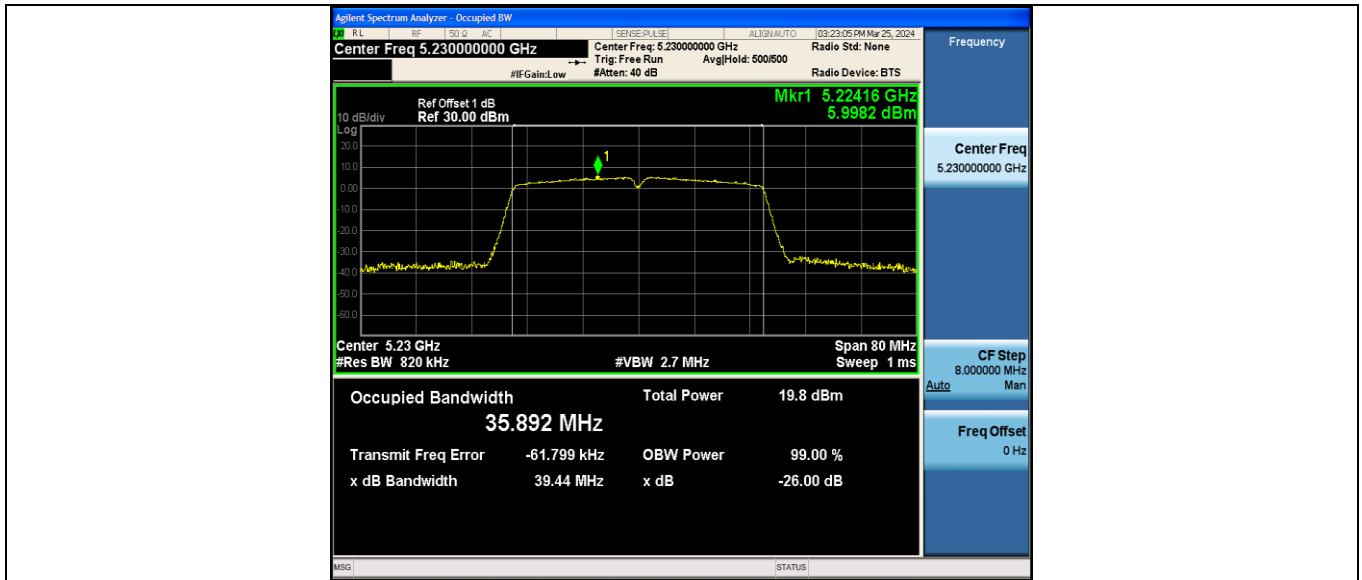 Agilent Spectrum Analyzer - Occupied BW
RL RF 50 Ω AC SENSE:PULSE ALIGNAUTO 03:23:05 PM Mar 25, 2024
Center Freq 5.230000000 GHz
Center Freq: 5.230000000 GHz
Radio Std: None
Trig: Free Run Avg|Hold: 500/500
#IFGain:Low
#Atten: 40 dB
Radio Device: BTS
Frequency
Mkr1 5.22416 GHz
5.9982 dBm
Ref Offset 1 dB
10 dB/div Ref 30.00 dBm
Log
20.0
10.0
0.00
-10.0
-20.0
-30.0
-40.0
-50.0
-60.0
1
Center 5.23 GHz Span 80 MHz
#Res BW 820 kHz #VBW 2.7 MHz Sweep 1 ms
Center Freq
5.230000000 GHz
CF Step
8.000000 MHz
Auto Man
Freq Offset
0 Hz
Occupied Bandwidth Total Power 19.8 dBm
35.892 MHz
Transmit Freq Error -61.799 kHz OBW Power 99.00 %
x dB Bandwidth 39.44 MHz x dB -26.00 dB
MSG STATUS